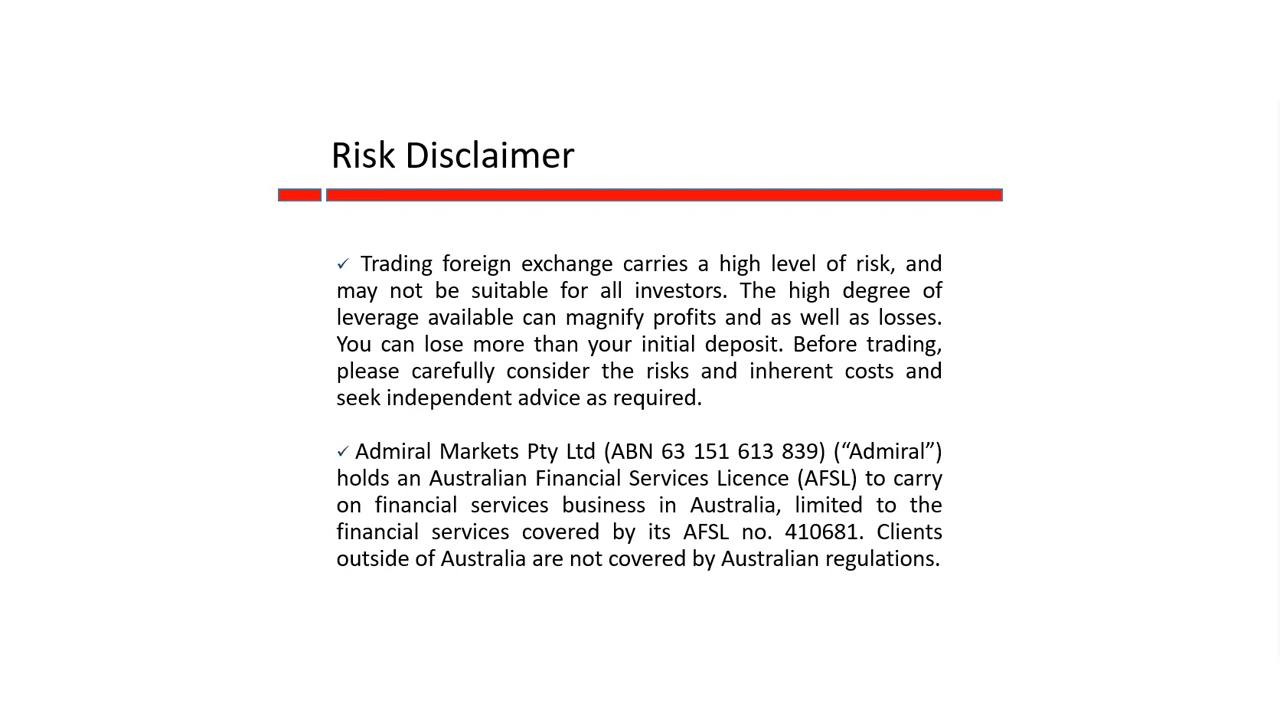 Risk Disclaimer
✓ Trading foreign exchange carries a high level of risk, and
may not be suitable for all investors. The high degree of
leverage available can magnify profits and as well as losses.
You can lose more than your initial deposit. Before trading,
please carefully consider the risks and inherent costs and
seek independent advice as required.
✓ Admiral Markets Pty Ltd (ABN 63 151 613 839) (“Admiral”)
holds an Australian Financial Services Licence (AFSL) to carry
on financial services business in Australia, limited to the
financial services covered by its AFSL no. 410681. Clients
outside of Australia are not covered by Australian regulations.